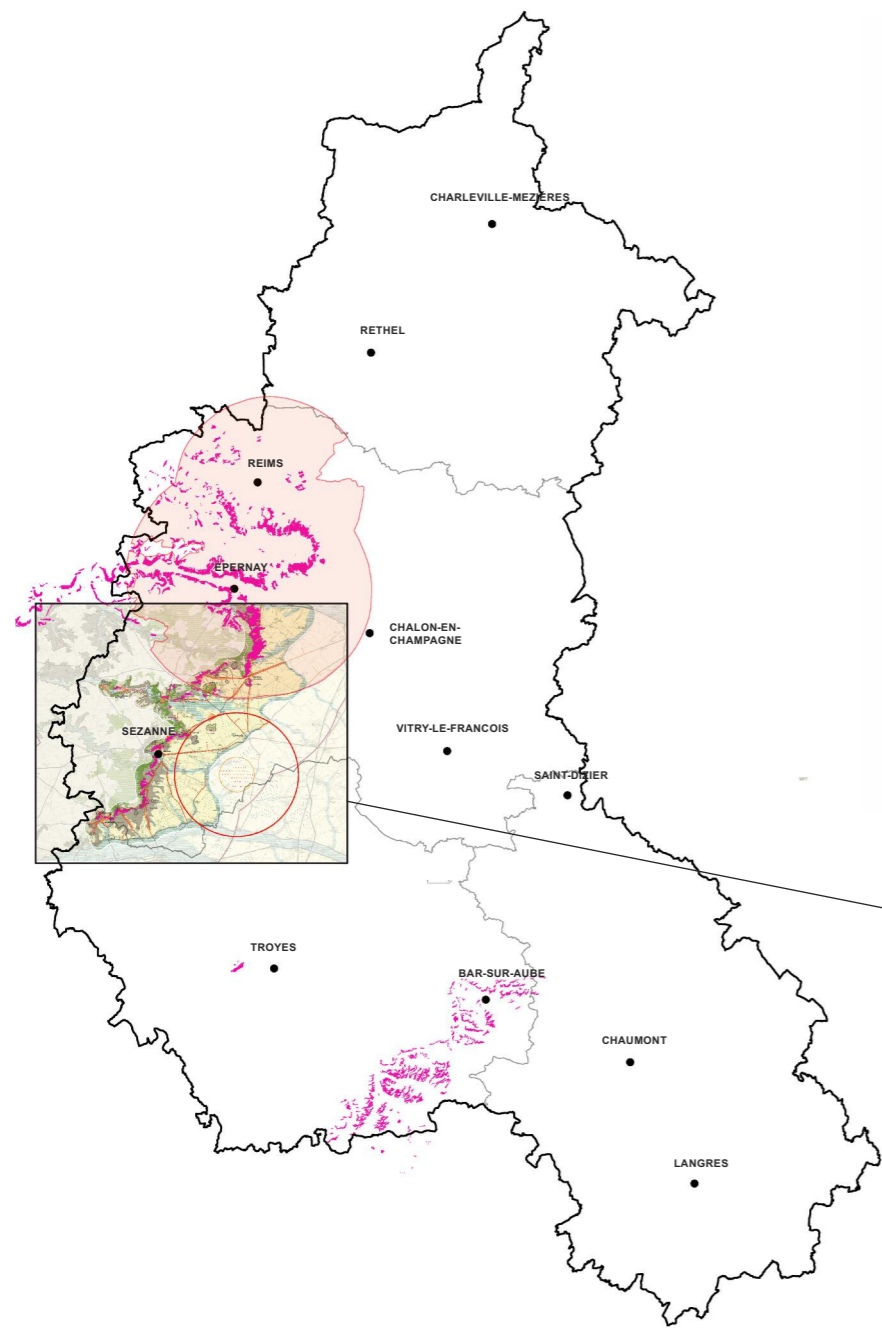 CHARLEVILLE-MEZIÈRES
RETHEL
REIMS
EPERNAY
CHALON-EN-
CHAMPAGNE
VITRY-LE-FRANCOIS
SEZANNE
SAINT-DIZIER
TROYES
BAR-SUR-AUBE
CHAUMONT
LANGRES